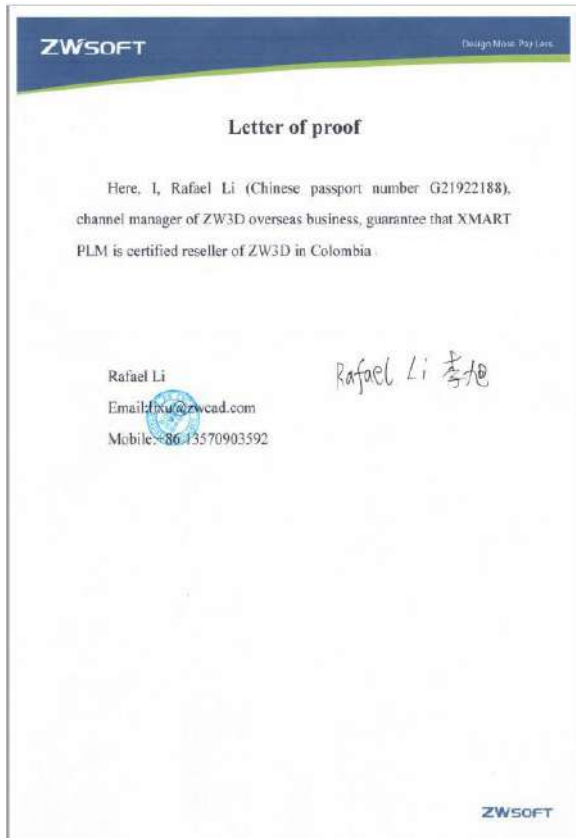 ZWSOFT
Design More Pay Less
Letter of proof
Here, I, Rafael Li (Chinese passport number G21922188),
channel manager of ZW3D overseas business, guarantee that XMART
PLM is certified reseller of ZW3D in Colombia
Rafael Li
Rafael Li 李旭
Email:lixu@zwcad.com
Mobile:+86 13570903592
ZWSOFT